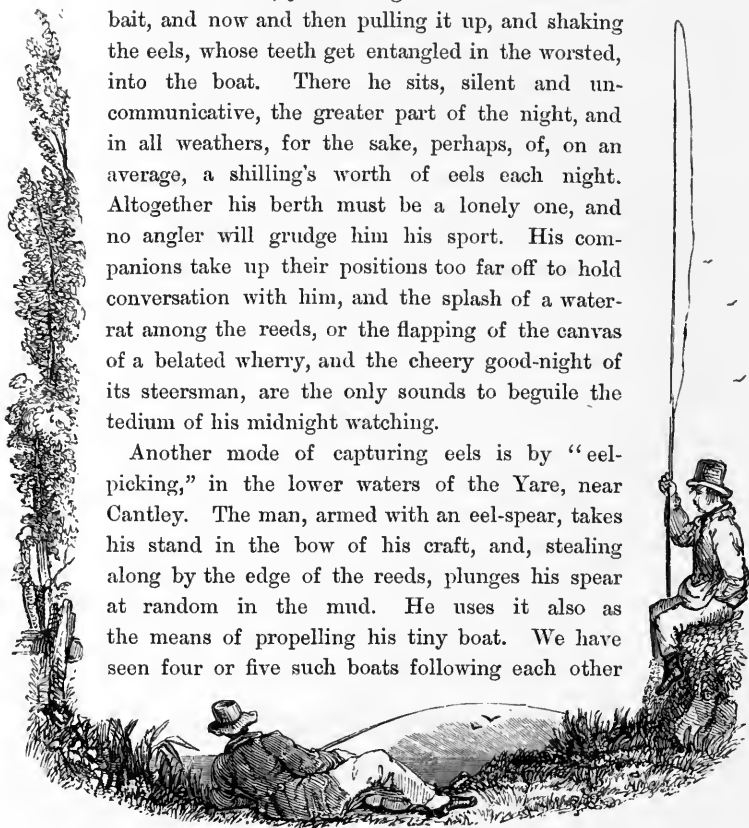 bait, and now and then pulling it up, and shaking
the eels, whose teeth get entangled in the worsted,
into the boat. There he sits, silent and un-
communicative, the greater part of the night, and
in all weathers, for the sake, perhaps, of, on an
average, a shilling's worth of eels each night.
Altogether his berth must be a lonely one, and
no angler will grudge him his sport. His com-
panions take up their positions too far off to hold
conversation with him, and the splash of a water-
rat among the reeds, or the flapping of the canvas
of a belated wherry, and the cheery good-night of
its steersman, are the only sounds to beguile the
tedium of his midnight watching.
Another mode of capturing eels is by "eel-
picking," in the lower waters of the Yare, near
Cantley. The man, armed with an eel-spear, takes
his stand in the bow of his craft, and, stealing
along by the edge of the reeds, plunges his spear
at random in the mud. He uses it also as
the means of propelling his tiny boat. We have
seen four or five such boats following each other